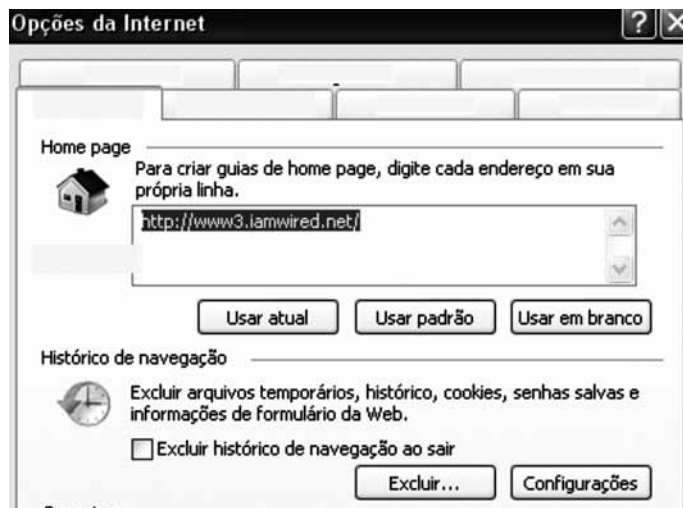 Opções da Internet
Home page
Para criar guias de home page, digite cada endereço em sua
própria linha.
http://www3.iamwired.net/
Usar atual Usar padrão Usar em branco
Histórico de navegação
Excluir arquivos temporários, histórico, cookies, senhas salvas e
informações de formulário da Web.
Excluir histórico de navegação ao sair
Excluir... Configurações